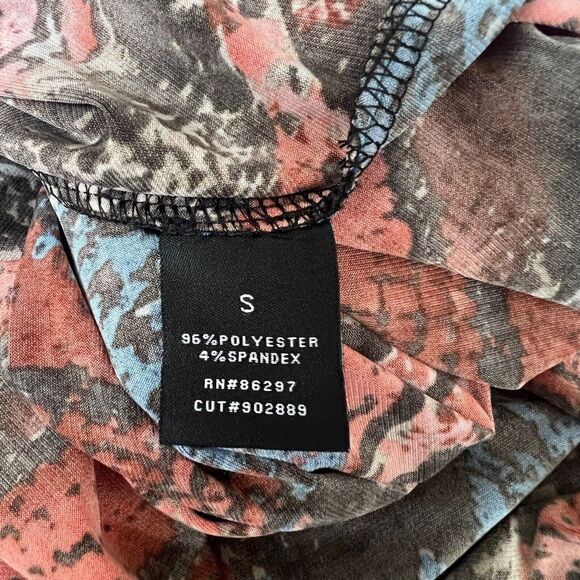 S
96%POLYESTER
4%SPANDEX
RN#86297
CUT#902889